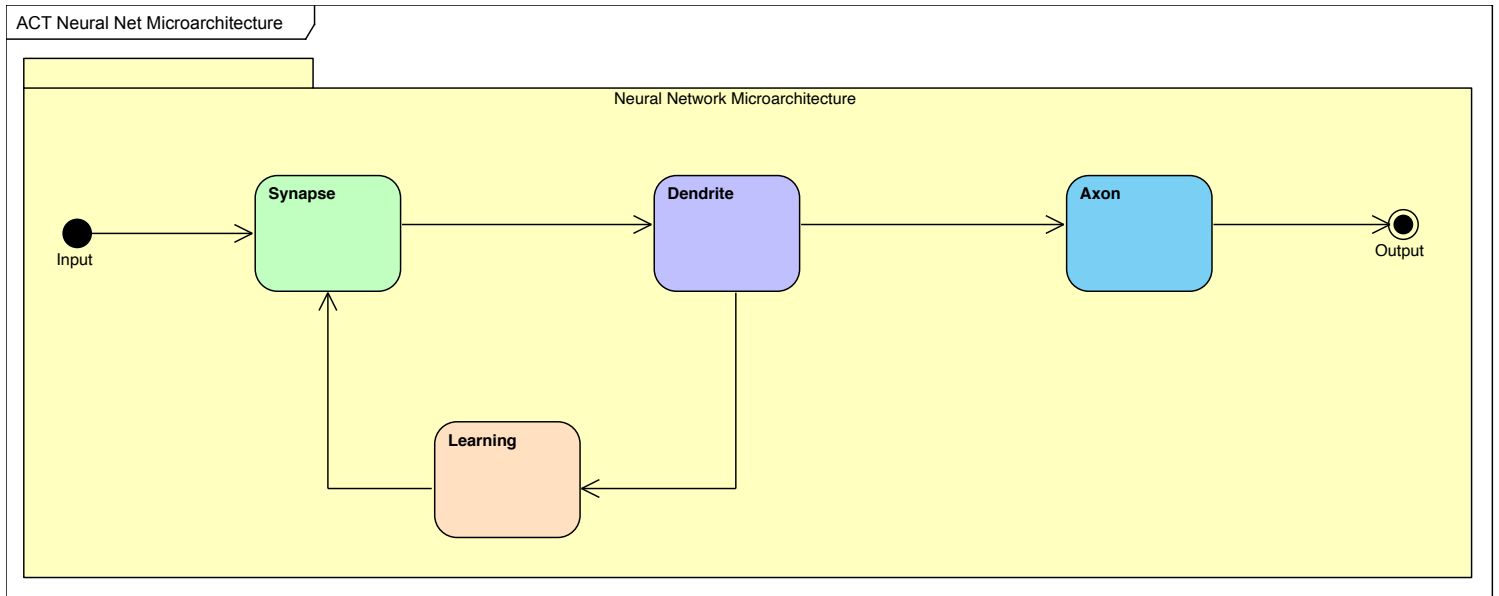 ACT Neural Net Microarchitecture
Neural Network Microarchitecture
Synapse
Dendrite
Axon
Input
Output
Learning